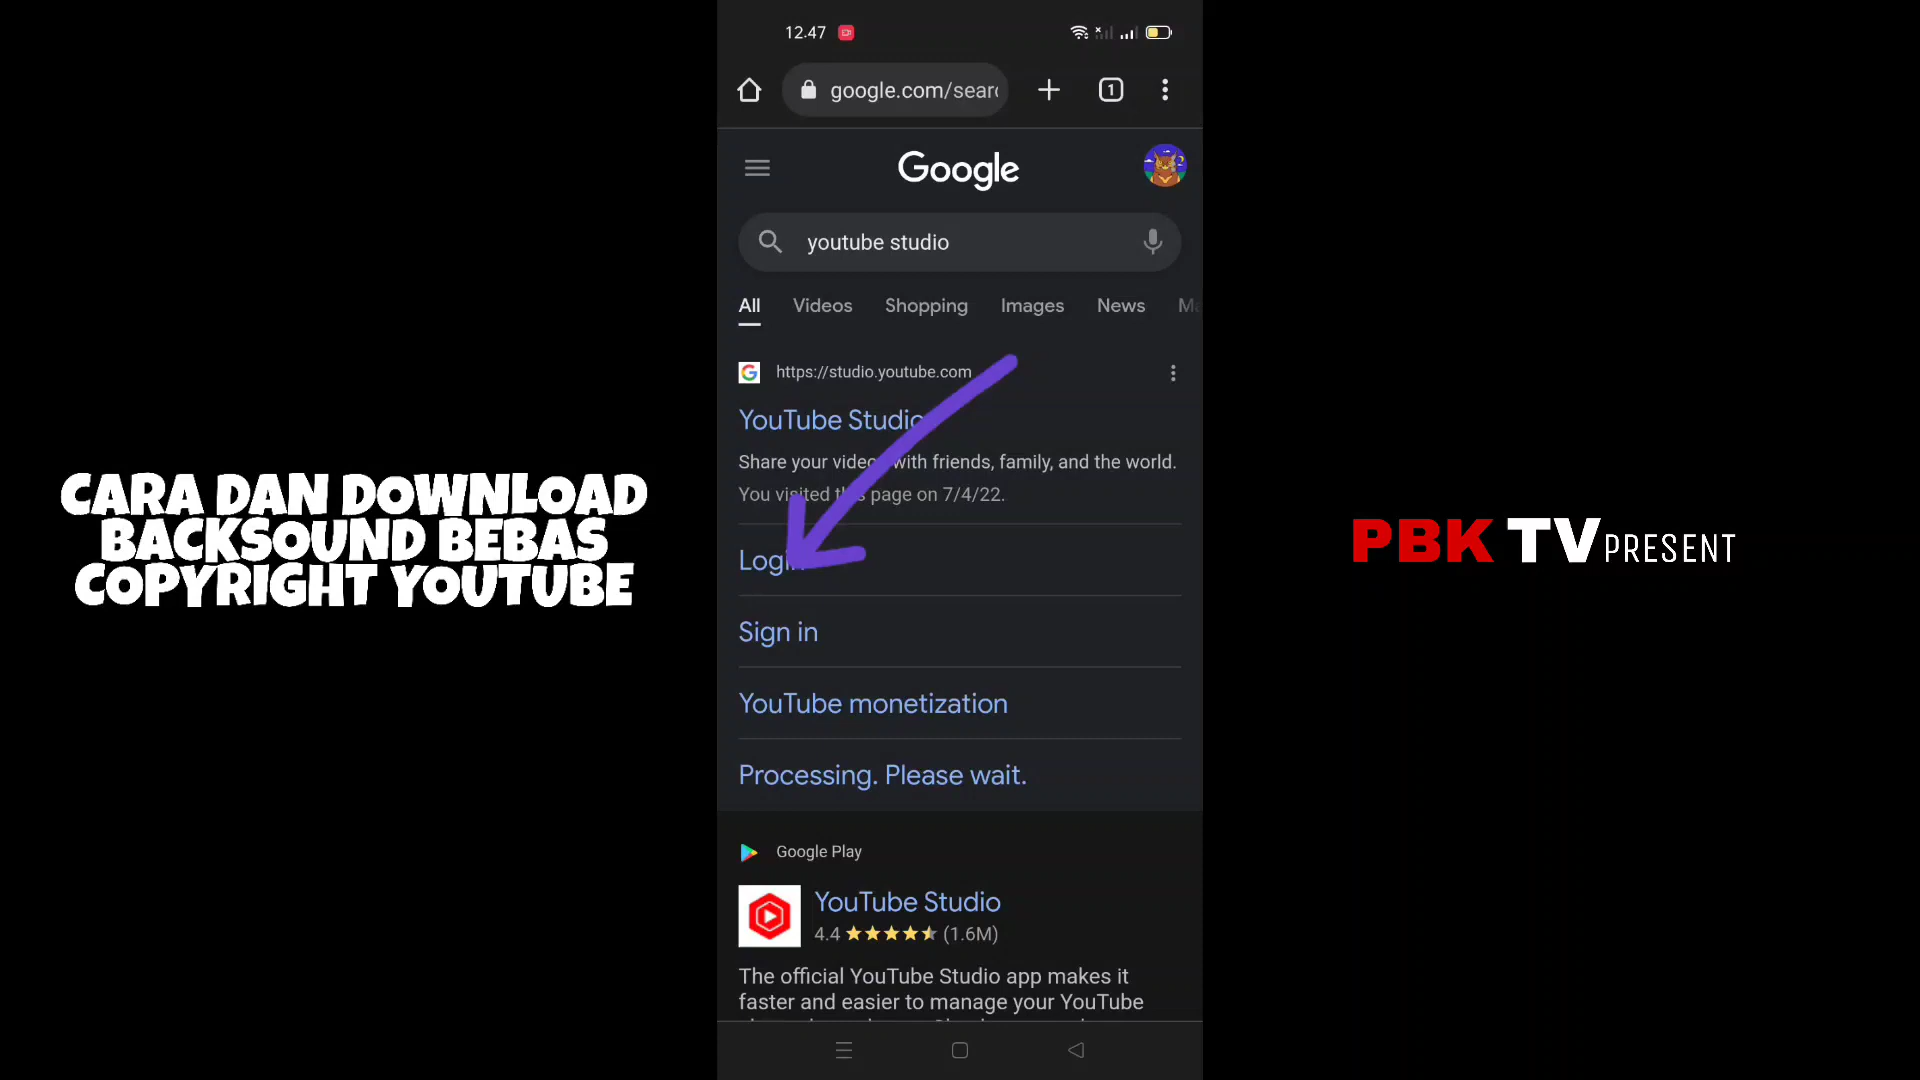 12.47
google.com/sear
1
Google
youtube studio
All Videos Shopping Images News
https://studio.youtube.com
YouTube Studio
Share your video with friends, family, and the world.
You visited this page on 7/4/22.
Login
Sign in
YouTube monetization
Processing. Please wait.
Google Play
YouTube Studio
4.4 (1.6M)
The official YouTube Studio app makes it
faster and easier to manage your YouTube
CARA DAN DOWNLOAD
BACKSOUND BEBAS
COPYRIGHT YOUTUBE
PBK TV PRESENT